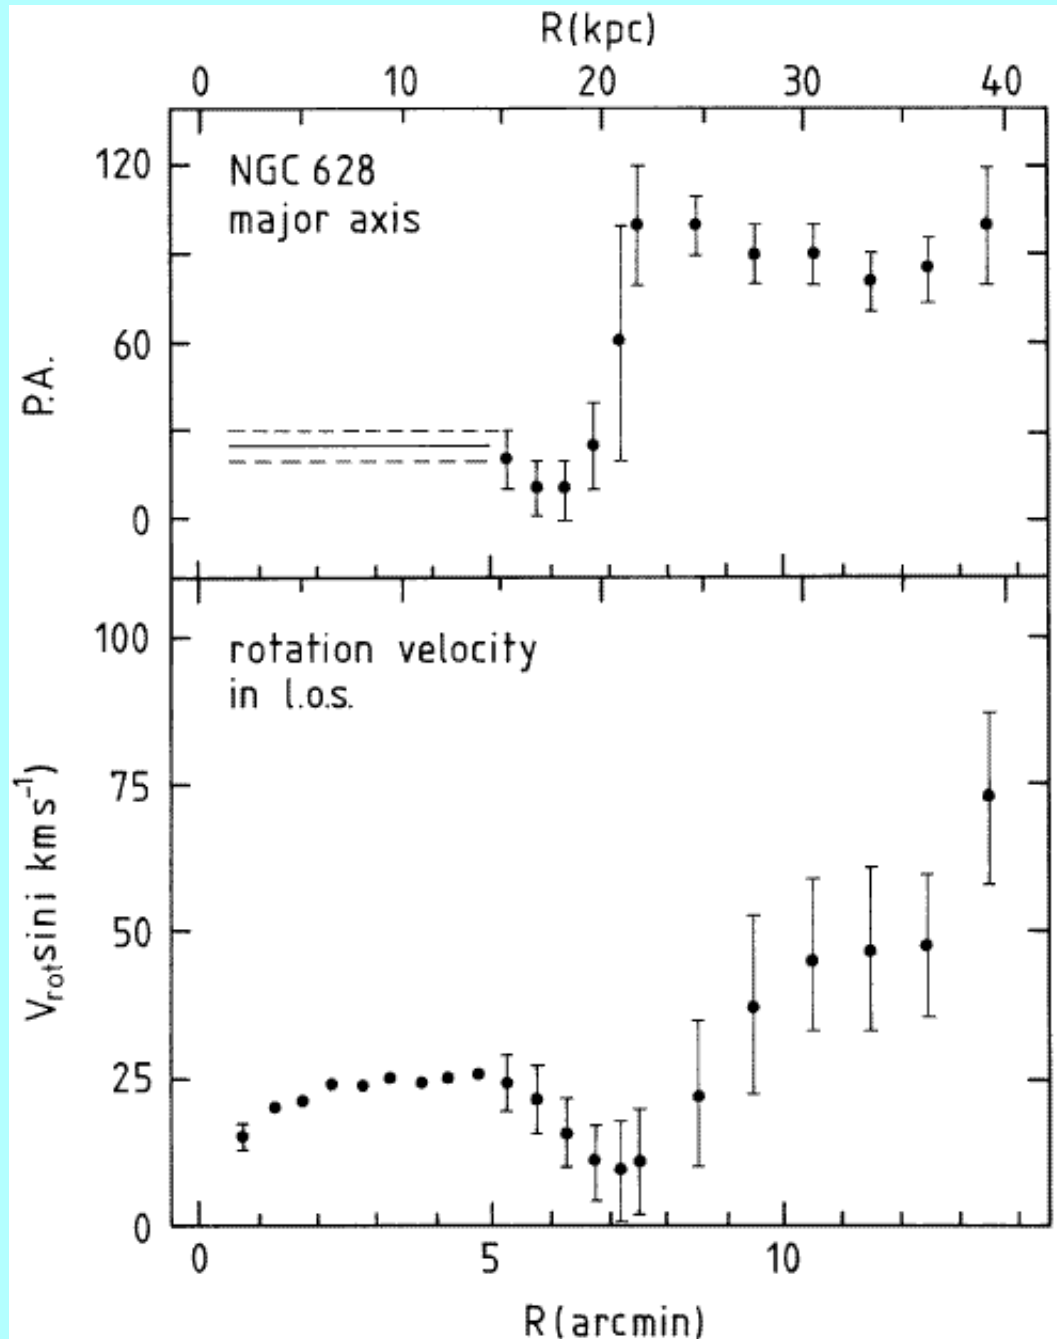 R(kpc)
0 10 20 30 40
NGC 628
major axis
120
60
0
P.A.
rotation velocity
in l.o.s.
100
75
50
25
0
Vrotsini kms⁻¹)
0 5 10
R(arcmin)